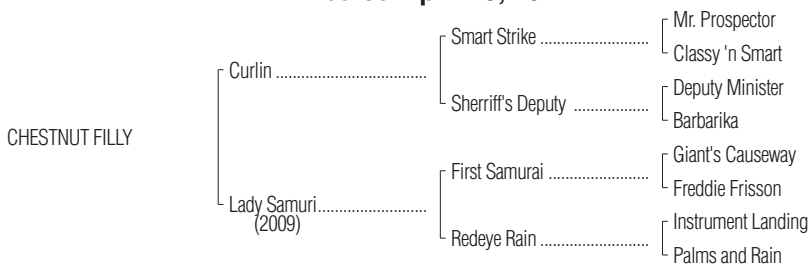 Smart Strike ..........................
Mr. Prospector
Classy 'n Smart
Curlin ....................................
Sherriff's Deputy ..................
Deputy Minister
Barbarika
CHESTNUT FILLY
First Samurai ........................
Giant's Causeway
Freddie Frisson
Lady Samuri..........................
(2009)
Redeye Rain ..........................
Instrument Landing
Palms and Rain